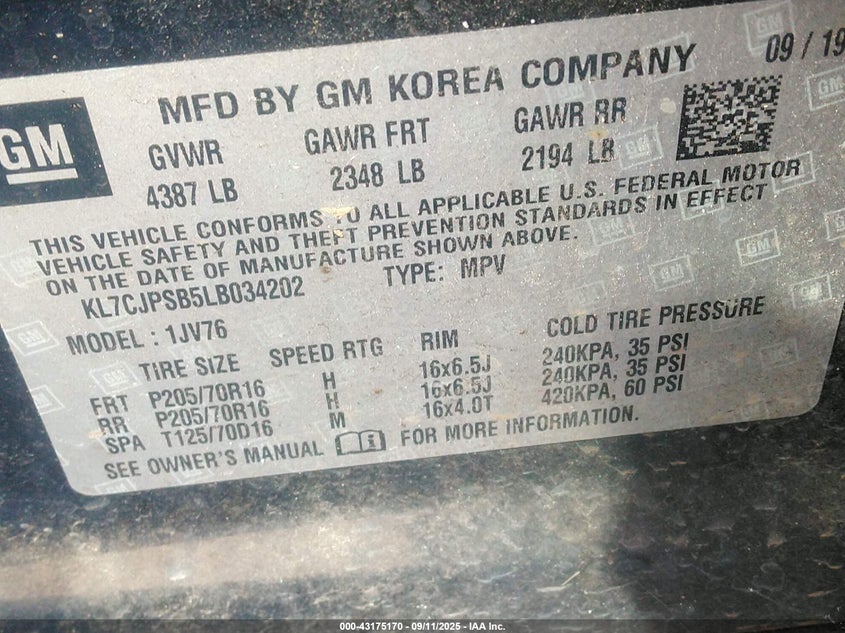 GM
MFD BY GM KOREA COMPANY 09 / 19
GVWR GAWR FRT GAWR RR
4387 LB 2348 LB 2194 LB
THIS VEHICLE CONFORMS TO ALL APPLICABLE U.S. FEDERAL MOTOR
VEHICLE SAFETY AND THEFT PREVENTION STANDARDS IN EFFECT
ON THE DATE OF MANUFACTURE SHOWN ABOVE.
KL7CJPSB5LB034202 TYPE: MPV
MODEL : 1JV76
TIRE SIZE SPEED RTG RIM COLD TIRE PRESSURE
FRT P205/70R16 H 16x6.5J 240KPA, 35 PSI
RR P205/70R16 H 16x6.5J 240KPA, 35 PSI
SPA T125/70D16 M 16x4.0T 420KPA, 60 PSI
SEE OWNER'S MANUAL FOR MORE INFORMATION.
000-43175170 - 09/11/2025 - IAA Inc.